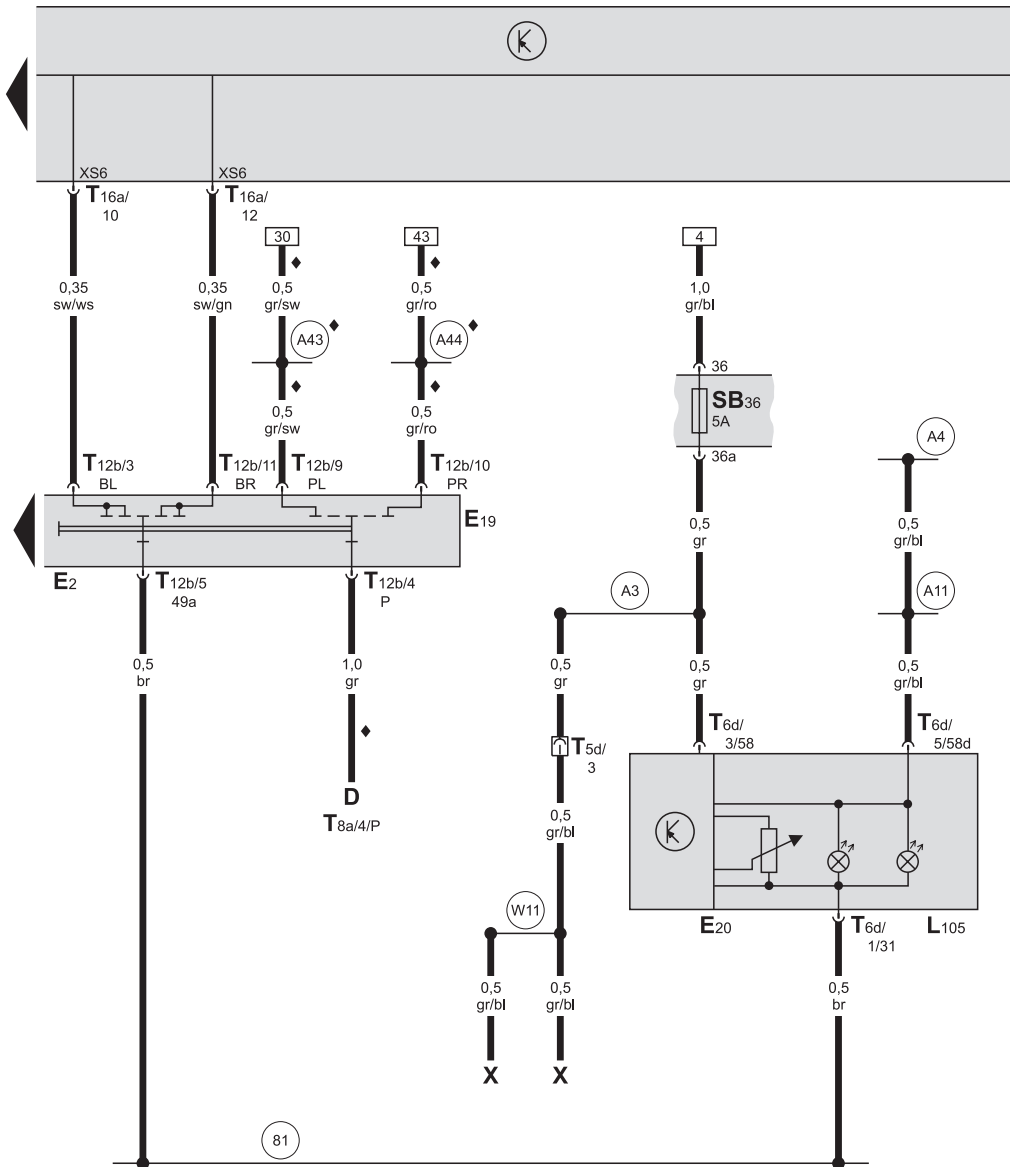 XS6 XS6
T16a/ T16a/
10 12
30 43 4
0,35 0,35 0,5 0,5 1,0
sw/ws sw/gn gr/sw gr/ro gr/bl
A43 A44
36
SB36
5A
36a
0,5 0,5
gr/sw gr/ro
A4
T12b/3 T12b/11 T12b/9 T12b/10
BL BR PL PR
E19
0,5 0,5
gr gr/bl
E2 T12b/5 T12b/4
49a P
A3 A11
0,5 1,0 0,5 0,5 0,5
br gr gr gr gr/bl
T6d/ T6d/
3/58 5/58d
T5d/
3
D
T8a/4/P
0,5
gr/bl
W11
E20 T6d/ L105
1/31
0,5 0,5 0,5
gr/bl gr/bl br
X X
81